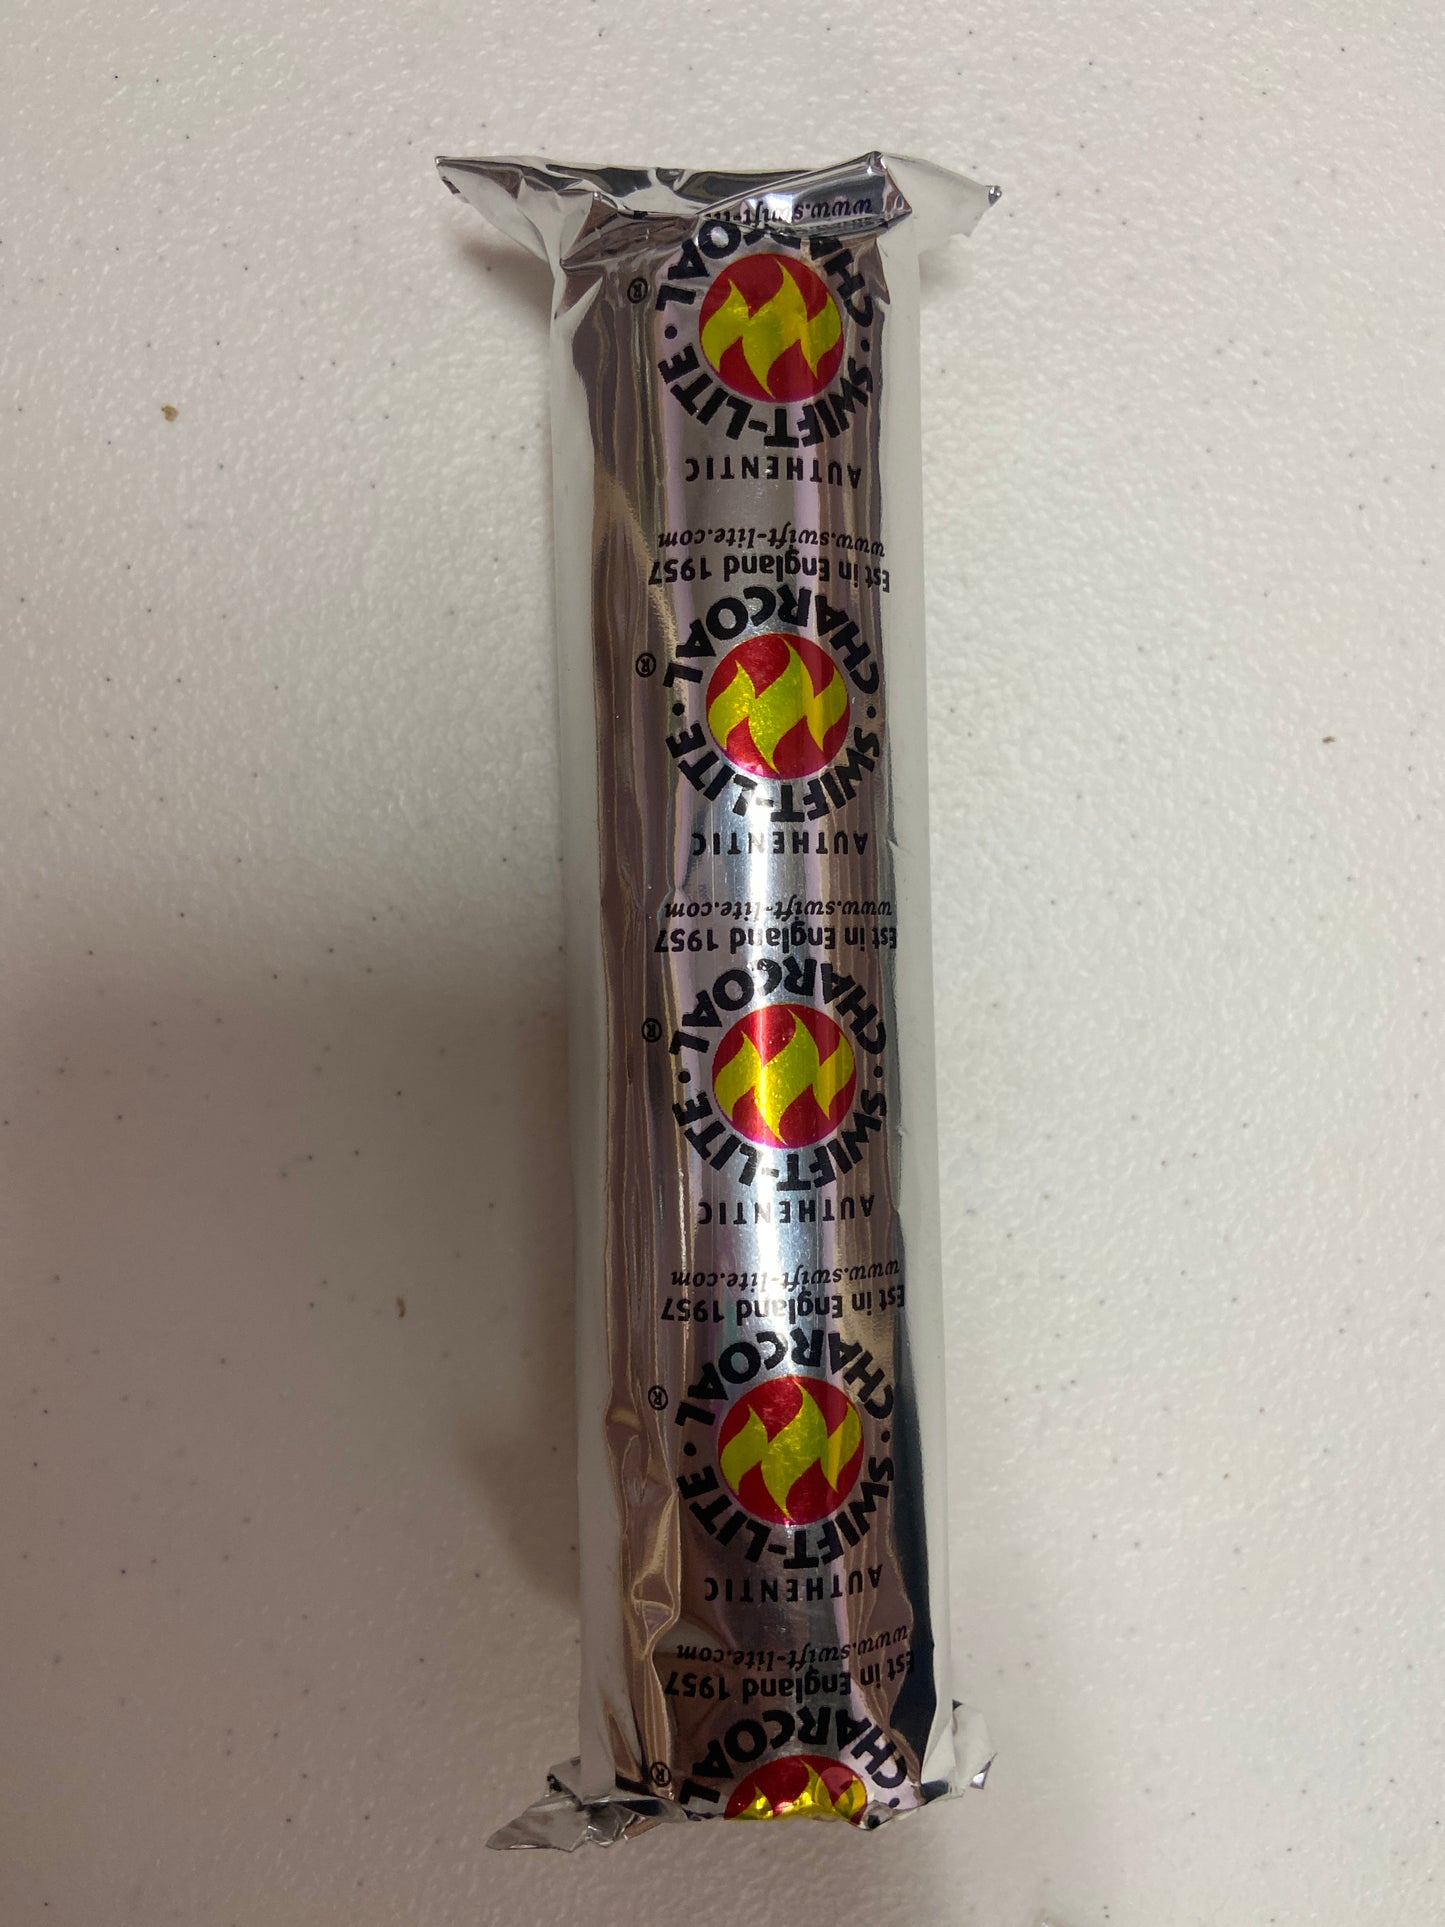 CHARCOAL ®
Est in England 1957
www.swift-lite.com
AUTHENTIC
SWIFT-LITE • CHARCOAL • ®
Est in England 1957
www.swift-lite.com
AUTHENTIC
SWIFT-LITE • CHARCOAL • ®
Est in England 1957
www.swift-lite.com
AUTHENTIC
SWIFT-LITE • CHARCOAL • ®
Est in England 1957
www.swift-lite.com
AUTHENTIC
SWIFT-LITE • CHARCOAL • ®